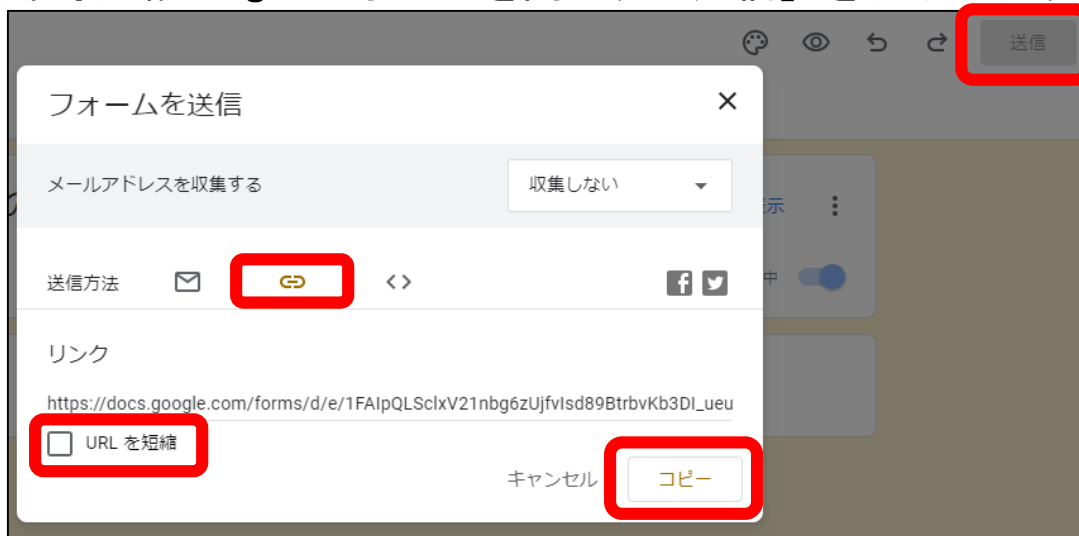 送信
フォームを送信
メールアドレスを収集する 収集しない
示
送信方法
中
リンク
https://docs.google.com/forms/d/e/1FAIpQLSclxV21nbg6zUjfvIsd89BtrbvKb3DI_ueu
URL を短縮
キャンセル コピー